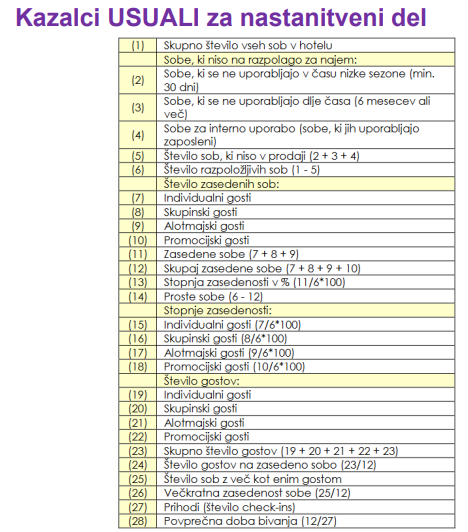 Kazalci USUALI za nastanitveni del
(1) Skupno število vseh sob v hotelu
Sobe, ki niso na razpolago za najem:
(2) Sobe, ki se ne uporabljajo v času nizke sezone (min.
30 dni)
(3) Sobe, ki se ne uporabljajo dlje časa (6 mesecev ali
več)
(4) Sobe za interno uporabo (sobe, ki jih uporabljajo
zaposleni)
(5) Število sob, ki niso v prodaji (2 + 3 + 4)
(6) Število razpoložljivih sob (1 - 5)
Število zasedenih sob:
(7) Individualni gosti
(8) Skupinski gosti
(9) Alotmajski gosti
(10) Promocijski gosti
(11) Zasedene sobe (7 + 8 + 9)
(12) Skupaj zasedene sobe (7 + 8 + 9 + 10)
(13) Stopnja zasedenosti v % (11/6*100)
(14) Proste sobe (6 - 12)
Stopnje zasedenosti:
(15) Individualni gosti (7/6*100)
(16) Skupinski gosti (8/6*100)
(17) Alotmajski gosti (9/6*100)
(18) Promocijski gosti (10/6*100)
Število gostov:
(19) Individualni gosti
(20) Skupinski gosti
(21) Alotmajski gosti
(22) Promocijski gosti
(23) Skupno število gostov (19 + 20 + 21 + 22 + 23)
(24) Število gostov na zasedeno sobo (23/12)
(25) Število sob z več kot enim gostom
(26) Večkratna zasedenost sobe (25/12)
(27) Prihodi (število check-ins)
(28) Povprečna doba bivanja (12/27)